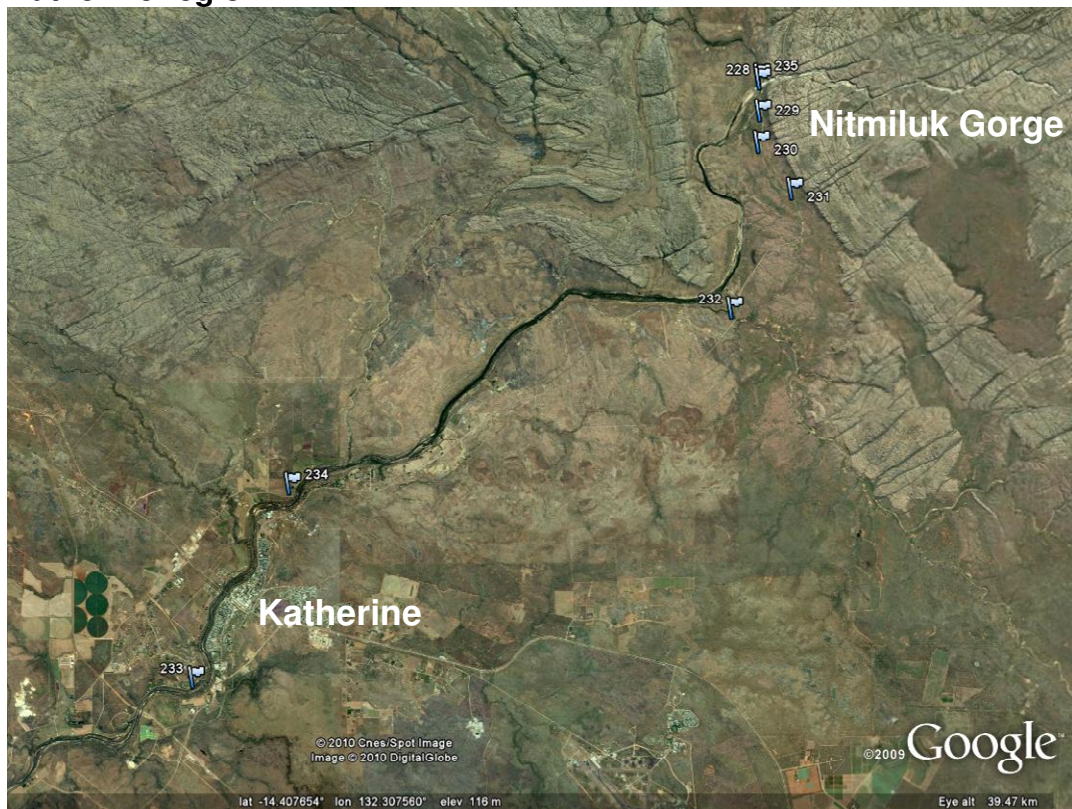 228
235
229
Nitmiluk Gorge
230
231
232
234
Katherine
233
© 2010 Cnes/Spot Image
Image © 2010 DigitalGlobe
©2009 Google™
lat -14.407654° lon 132.307560° elev 116 m
Eye alt 39.47 km